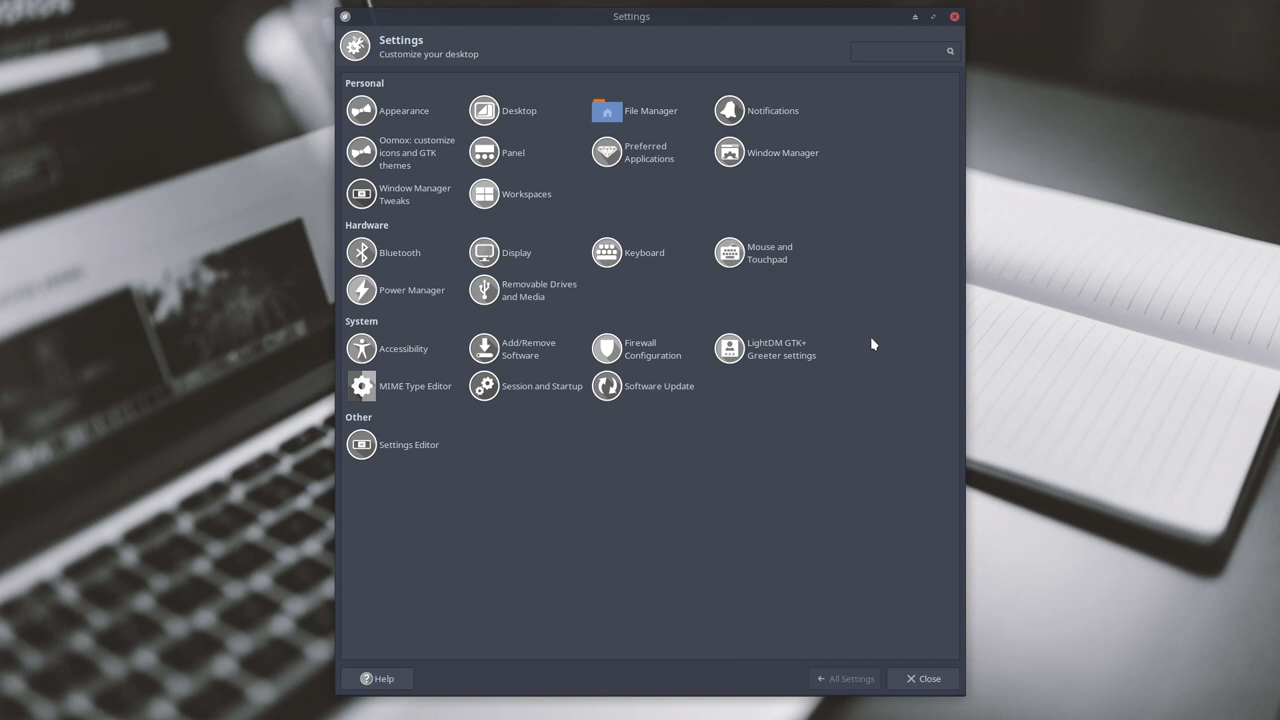 Settings
Settings
Customize your desktop
Personal
Appearance
Desktop
File Manager
Notifications
Oomox: customize
icons and GTK
themes
Panel
Preferred
Applications
Window Manager
Window Manager
Tweaks
Workspaces
Hardware
Bluetooth
Display
Keyboard
Mouse and
Touchpad
Power Manager
Removable Drives
and Media
System
Accessibility
Add/Remove
Software
Firewall
Configuration
LightDM GTK+
Greeter settings
MIME Type Editor
Session and Startup
Software Update
Other
Settings Editor
Help
All Settings
Close